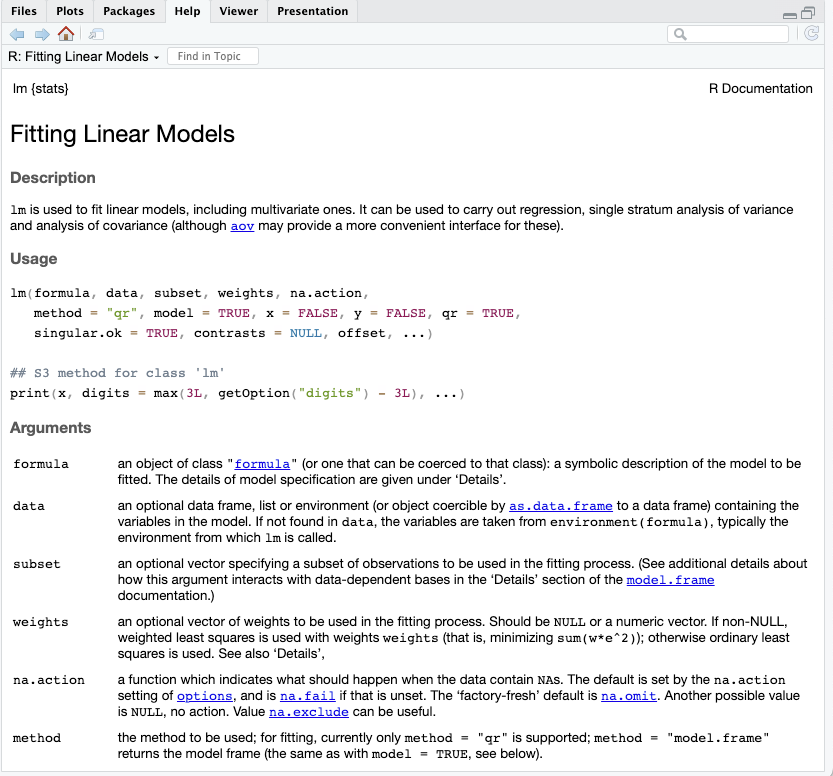 Files Plots Packages Help Viewer Presentation
R: Fitting Linear Models Find in Topic
lm {stats} R Documentation
Fitting Linear Models
Description
lm is used to fit linear models, including multivariate ones. It can be used to carry out regression, single stratum analysis of variance
and analysis of covariance (although aov may provide a more convenient interface for these).
Usage
lm(formula, data, subset, weights, na.action,
method = "qr", model = TRUE, x = FALSE, y = FALSE, qr = TRUE,
singular.ok = TRUE, contrasts = NULL, offset, ...)
## S3 method for class 'lm'
print(x, digits = max(3L, getOption("digits") - 3L), ...)
Arguments
formula an object of class "formula" (or one that can be coerced to that class): a symbolic description of the model to be
fitted. The details of model specification are given under ‘Details’.
data an optional data frame, list or environment (or object coercible by as.data.frame to a data frame) containing the
variables in the model. If not found in data, the variables are taken from environment(formula), typically the
environment from which lm is called.
subset an optional vector specifying a subset of observations to be used in the fitting process. (See additional details about
how this argument interacts with data-dependent bases in the ‘Details’ section of the model.frame
documentation.)
weights an optional vector of weights to be used in the fitting process. Should be NULL or a numeric vector. If non-NULL,
weighted least squares is used with weights weights (that is, minimizing sum(w*e^2)); otherwise ordinary least
squares is used. See also ‘Details’,
na.action a function which indicates what should happen when the data contain NAs. The default is set by the na.action
setting of options, and is na.fail if that is unset. The ‘factory-fresh’ default is na.omit. Another possible value
is NULL, no action. Value na.exclude can be useful.
method the method to be used; for fitting, currently only method = "qr" is supported; method = "model.frame"
returns the model frame (the same as with model = TRUE, see below).